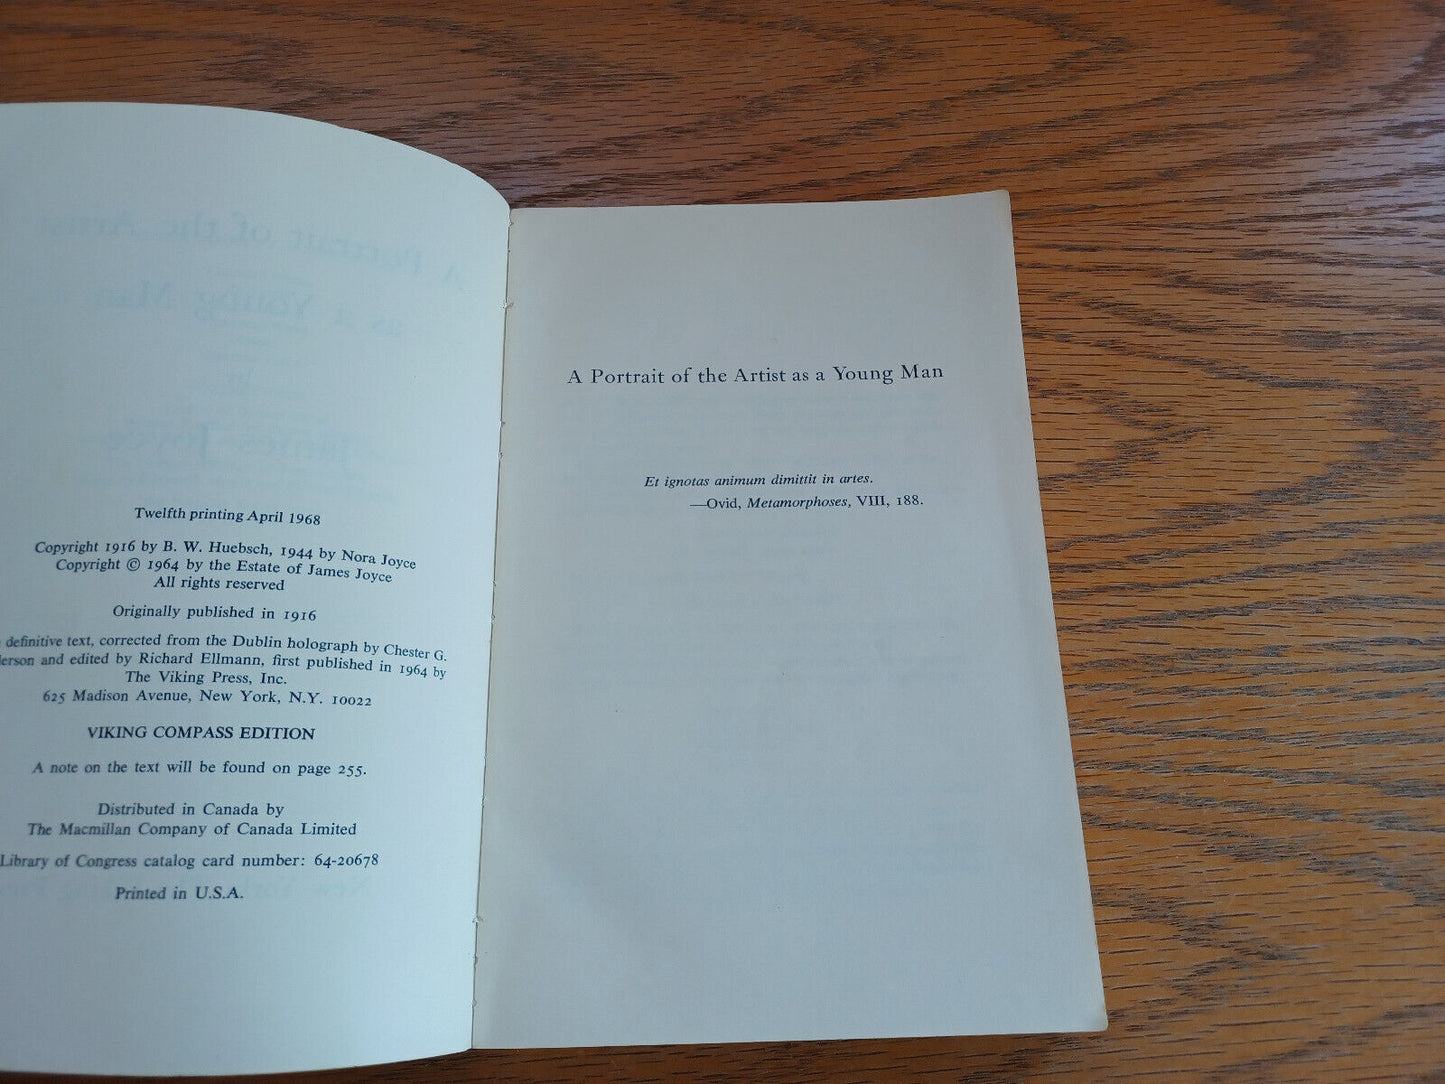 Twelfth printing April 1968
Copyright 1916 by B. W. Huebsch, 1944 by Nora Joyce
Copyright © 1964 by the Estate of James Joyce
All rights reserved
Originally published in 1916
definitive text, corrected from the Dublin holograph by Chester G.
erson and edited by Richard Ellmann, first published in 1964 by
The Viking Press, Inc.
625 Madison Avenue, New York, N.Y. 10022
VIKING COMPASS EDITION
A note on the text will be found on page 255.
Distributed in Canada by
The Macmillan Company of Canada Limited
Library of Congress catalog card number: 64-20678
Printed in U.S.A.
A Portrait of the Artist as a Young Man
Et ignotas animum dimittit in artes.
—Ovid, Metamorphoses, VIII, 188.